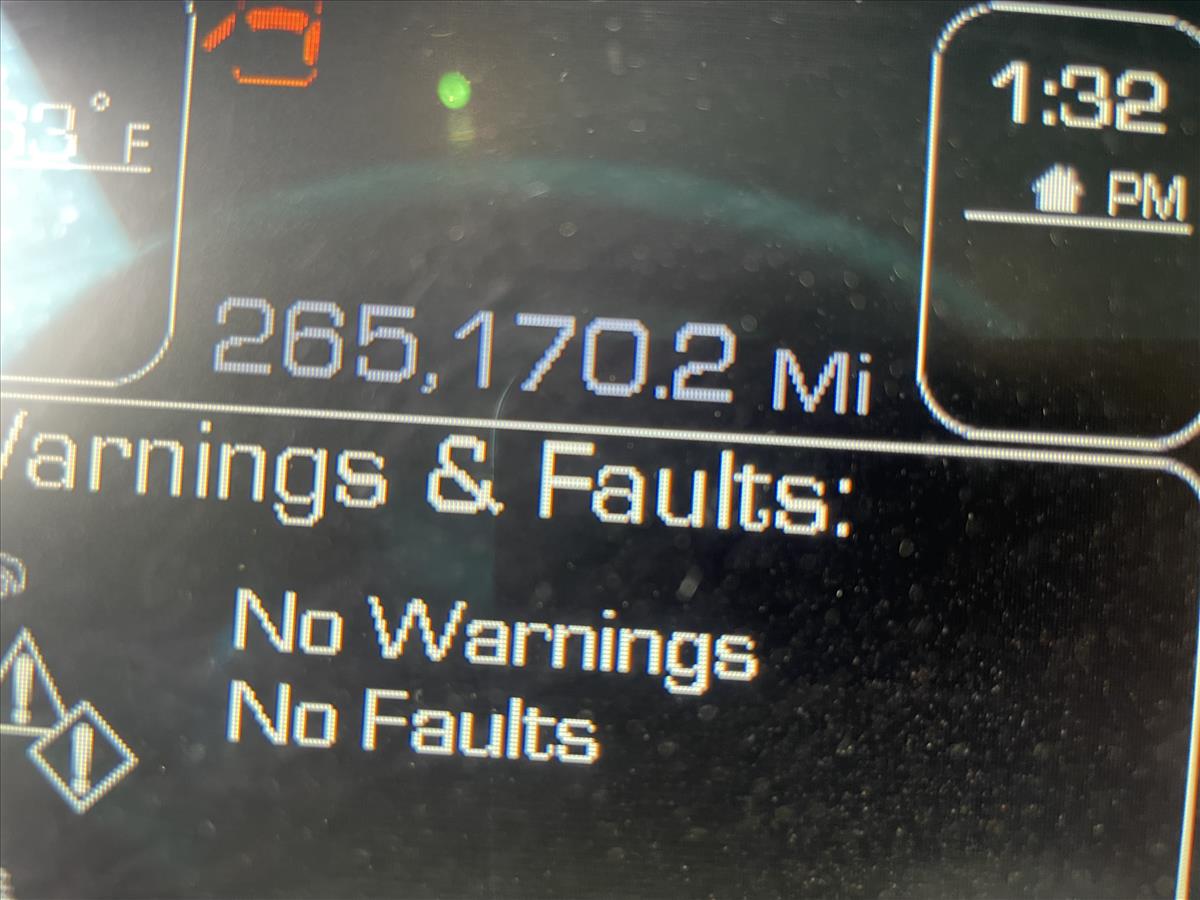 ° F
1:32
PM
265,170.2 Mi
Warnings & Faults:
No Warnings
No Faults